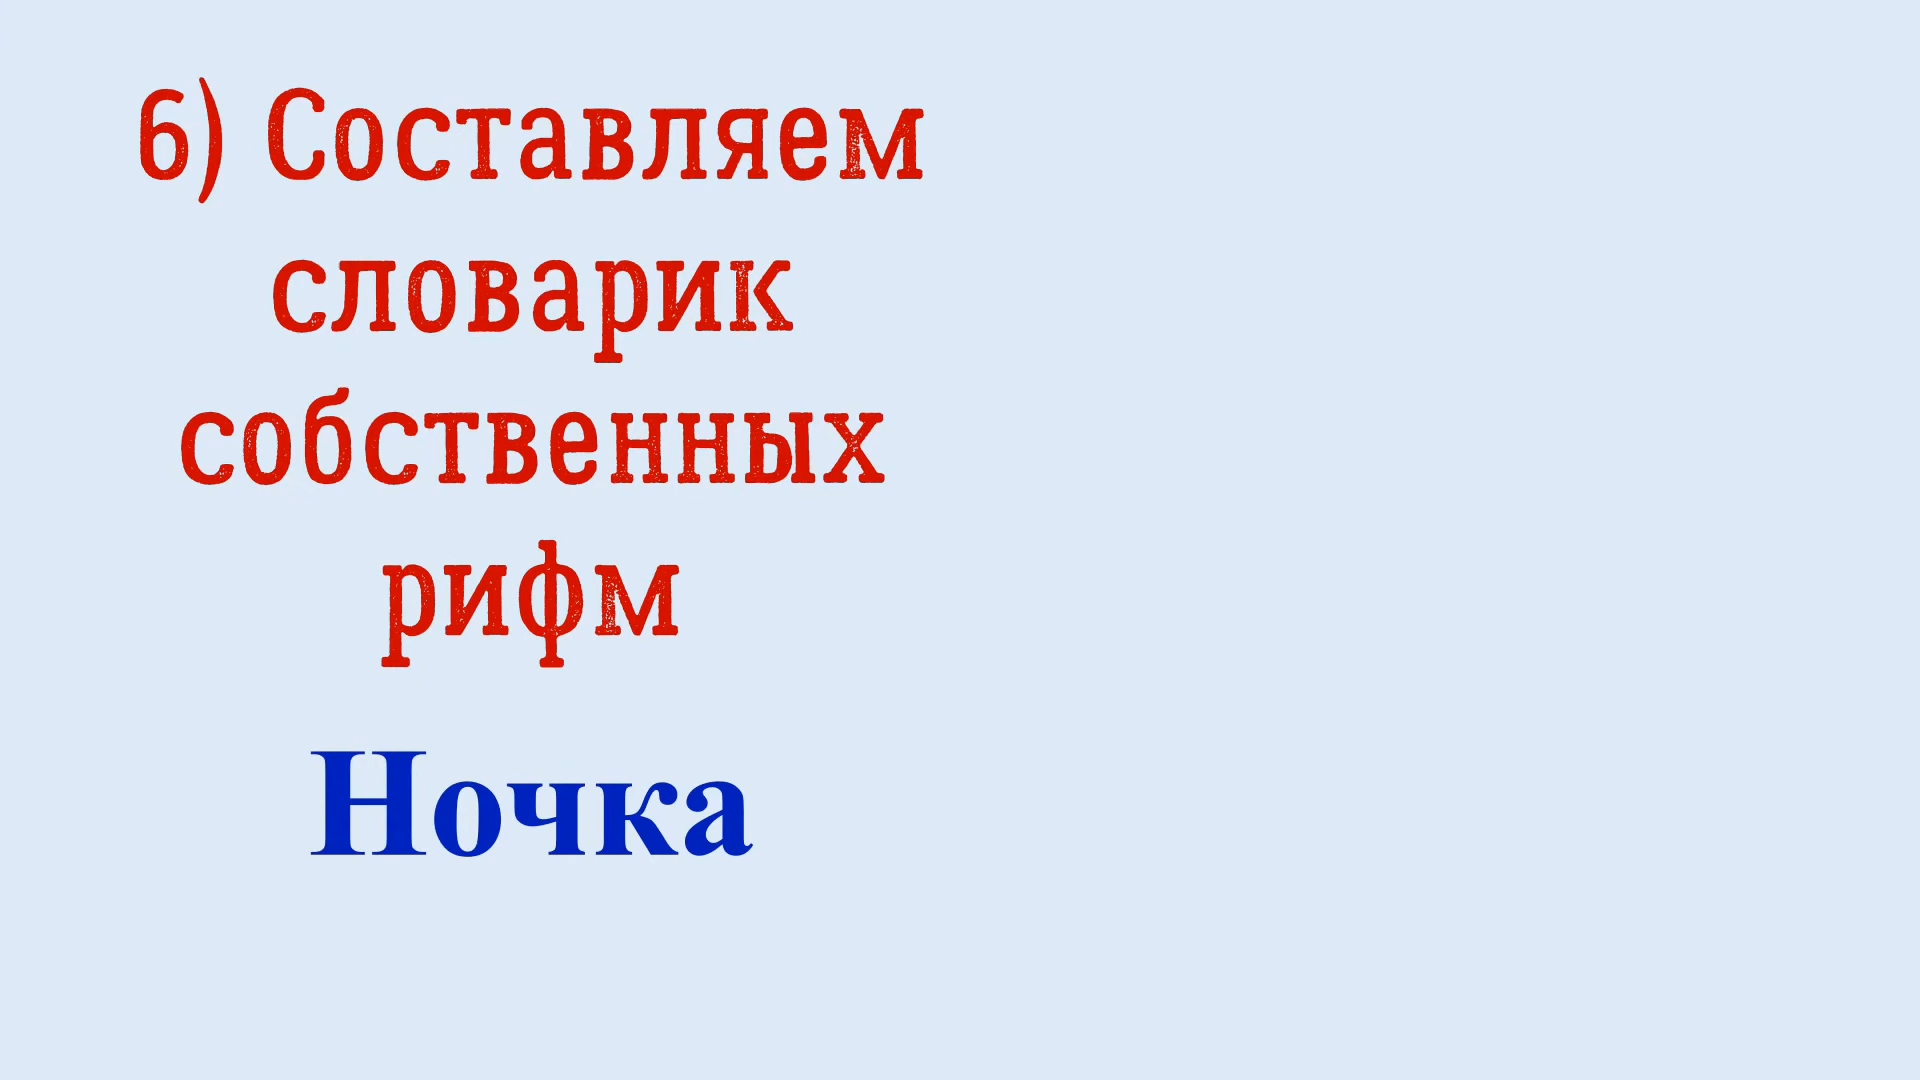 6) Составляем
словарик
собственных
рифм
Ночка